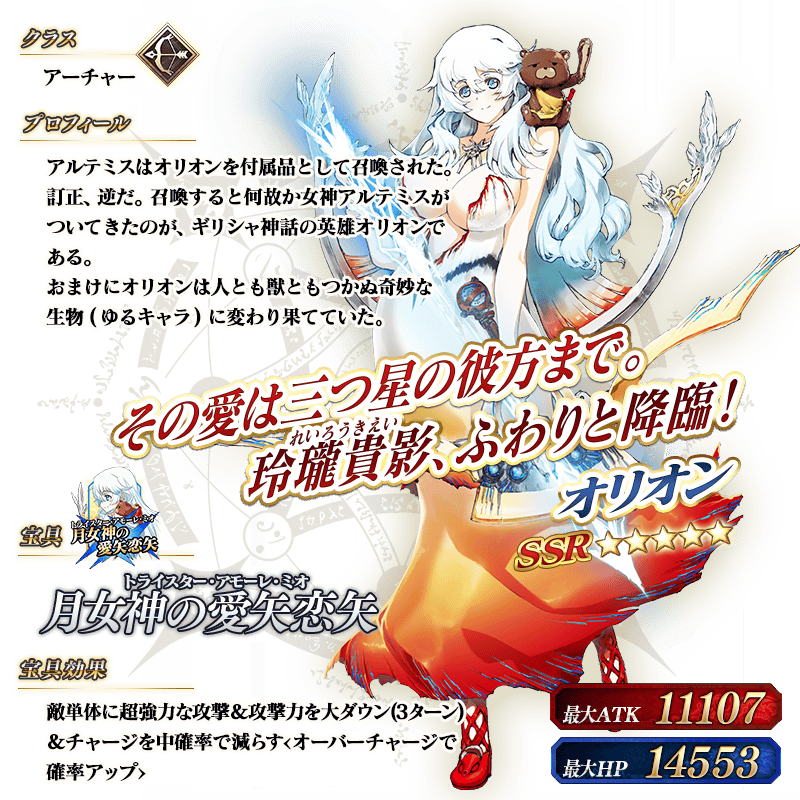 クラス
アーチャー
プロフィール
アルテミスはオリオンを付属品として召喚された。
訂正、逆だ。召喚すると何故か女神アルテミスが
ついてきたのが、ギリシャ神話の英雄オリオンで
ある。
おまけにオリオンは人とも獣ともつかぬ奇妙な
生物(ゆるキャラ)に変わり果てていた。
その愛は三つ星の彼方まで。
れいろうきえい
玲瓏貴影、ふわりと降臨!
オリオン
SSR
宝具
トライスター・アモーレ・ミオ
月女神の
愛矢恋矢
トライスター・アモーレ・ミオ
月女神の愛矢恋矢
宝具効果
敵単体に超強力な攻撃&攻撃力を大ダウン(3ターン)
&チャージを中確率で減らす<オーバーチャージで
確率アップ>
最大ATK 11107
最大HP 14553